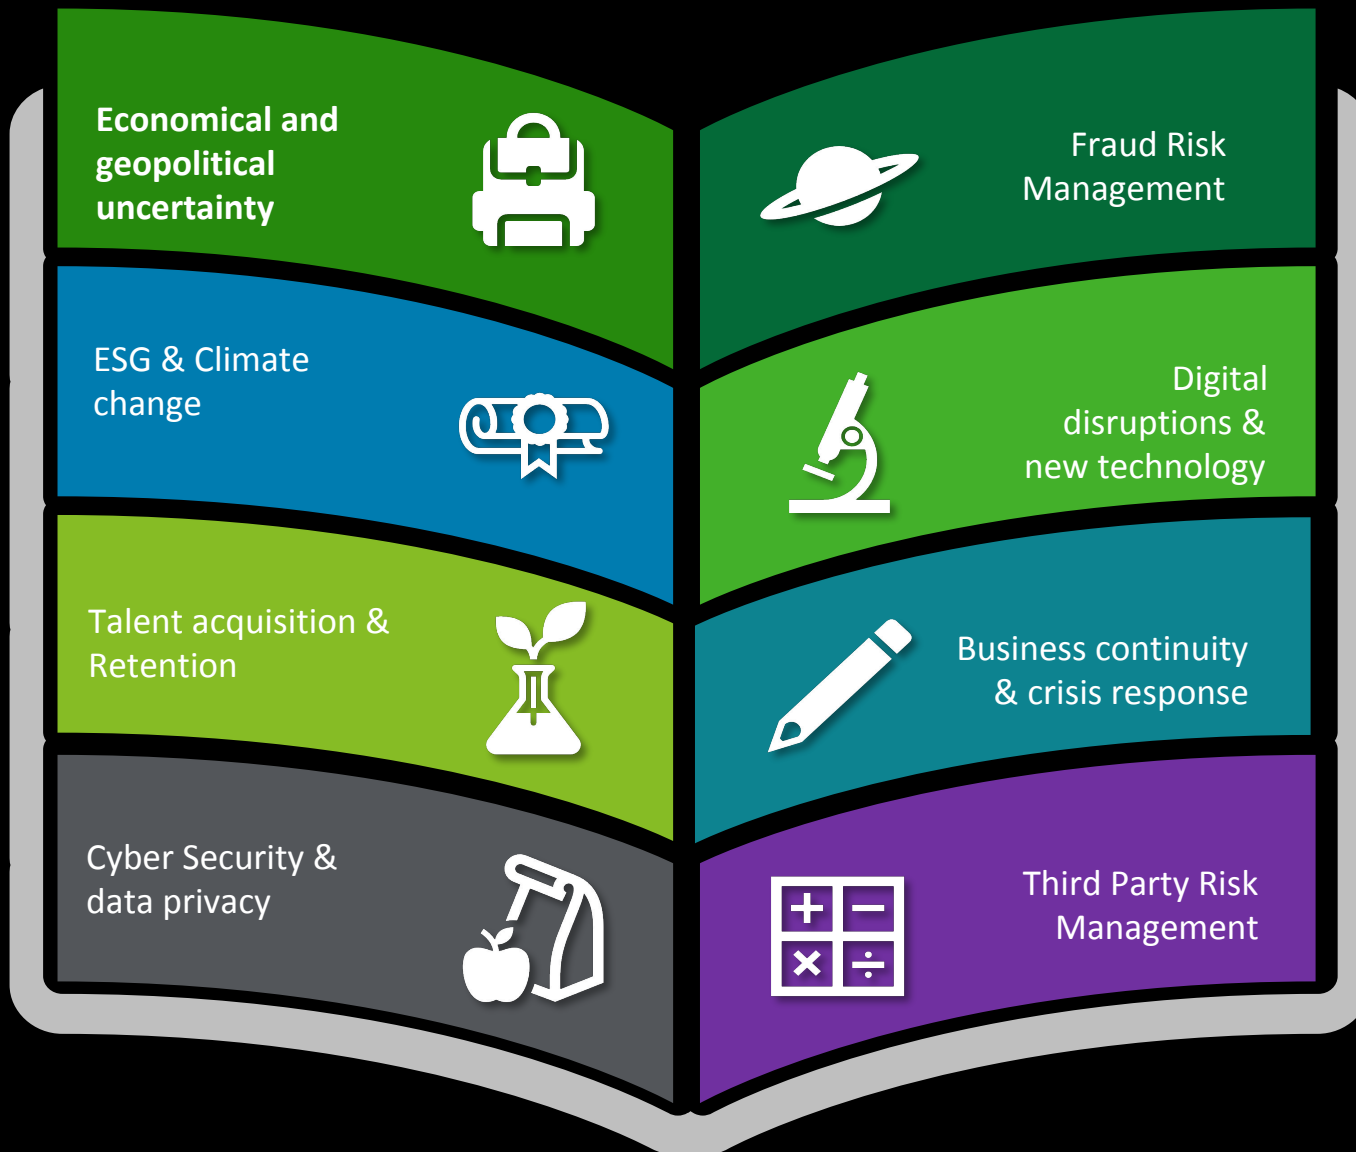 Economical and
geopolitical
uncertainty
ESG & Climate
change
Talent acquisition &
Retention
Cyber Security &
data privacy
Fraud Risk
Management
Digital
disruptions &
new technology
Business continuity
& crisis response
Third Party Risk
Management